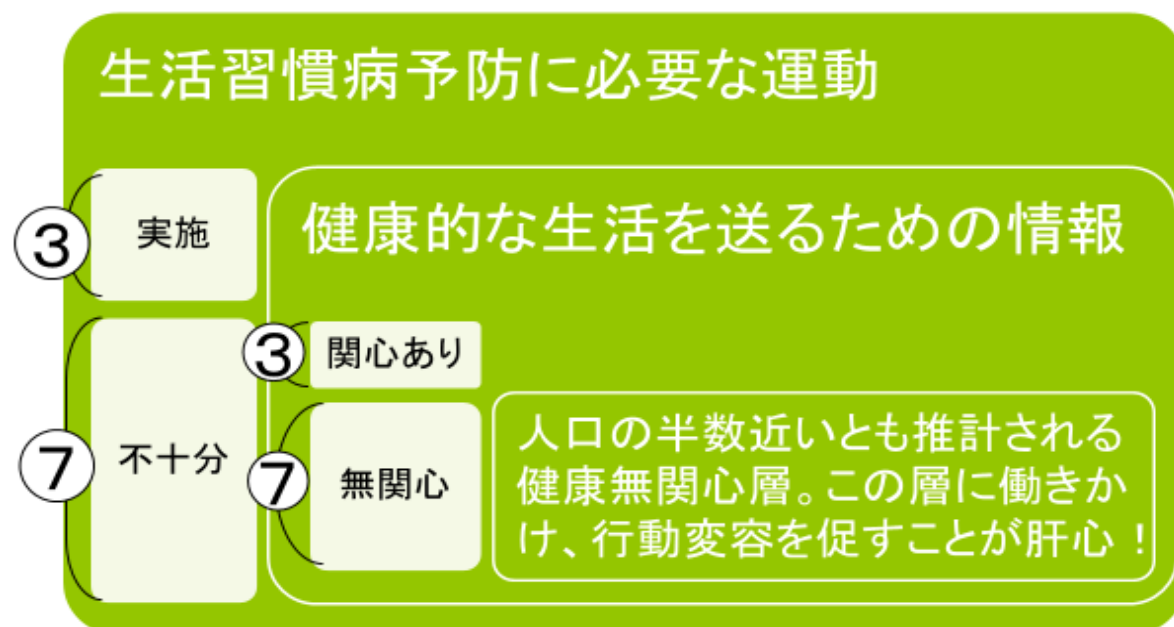 生活習慣病予防に必要な運動
③
実施
健康的な生活を送るための情報
③
関心あり
⑦
不十分
⑦
無関心
人口の半数近いとも推計される
健康無関心層。この層に働きか
け、行動変容を促すことが肝心！